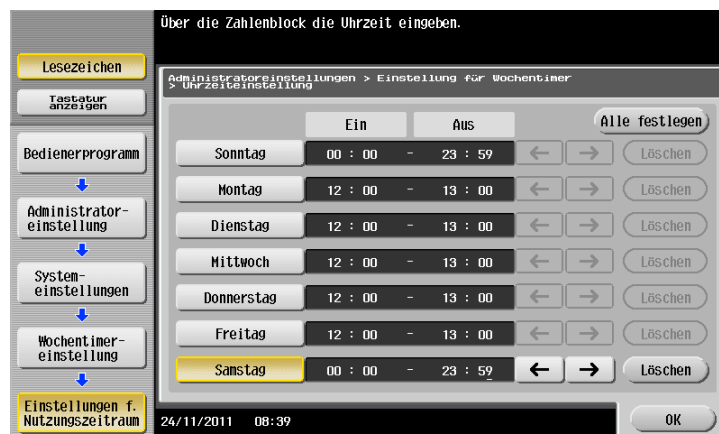 Über die Zahlenblock die Uhrzeit eingeben.
Lesezeichen
Tastatur
anzeigen
Administratoreinstellungen > Einstellung für Wochentimer
> Uhrzeiteinstellung
Ein Aus Alle festlegen
Bedienerprogramm
Administrator-
einstellung
System-
einstellungen
Wochentimer-
einstellung
Einstellungen f.
Nutzungszeitraum
Sonntag 00 : 00 - 23 : 59 ← → Löschen
Montag 12 : 00 - 13 : 00 ← → Löschen
Dienstag 12 : 00 - 13 : 00 ← → Löschen
Mittwoch 12 : 00 - 13 : 00 ← → Löschen
Donnerstag 12 : 00 - 13 : 00 ← → Löschen
Freitag 12 : 00 - 13 : 00 ← → Löschen
Samstag 00 : 00 - 23 : 59 ← → Löschen
24/11/2011 08:39 OK